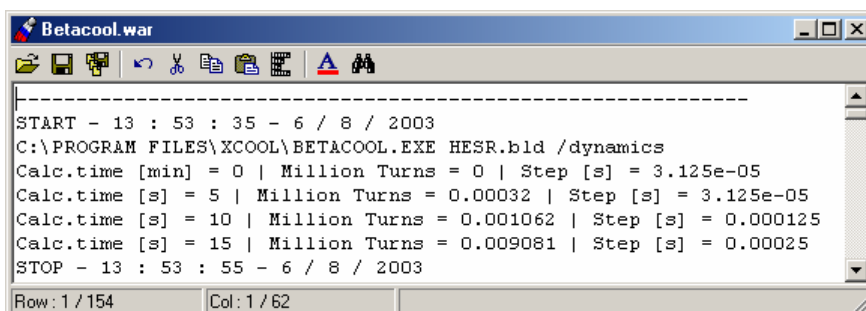 Betacool.war
--------------------------------------------------------------
START - 13 : 53 : 35 - 6 / 8 / 2003
C:\PROGRAM FILES\XCOOL\BETACOOL.EXE HESR.bld /dynamics
Calc.time [min] = 0 | Million Turns = 0 | Step [s] = 3.125e-05
Calc.time [s] = 5 | Million Turns = 0.00032 | Step [s] = 3.125e-05
Calc.time [s] = 10 | Million Turns = 0.001062 | Step [s] = 0.000125
Calc.time [s] = 15 | Million Turns = 0.009081 | Step [s] = 0.00025
STOP - 13 : 53 : 55 - 6 / 8 / 2003
Row : 1 / 154 Col : 1 / 62